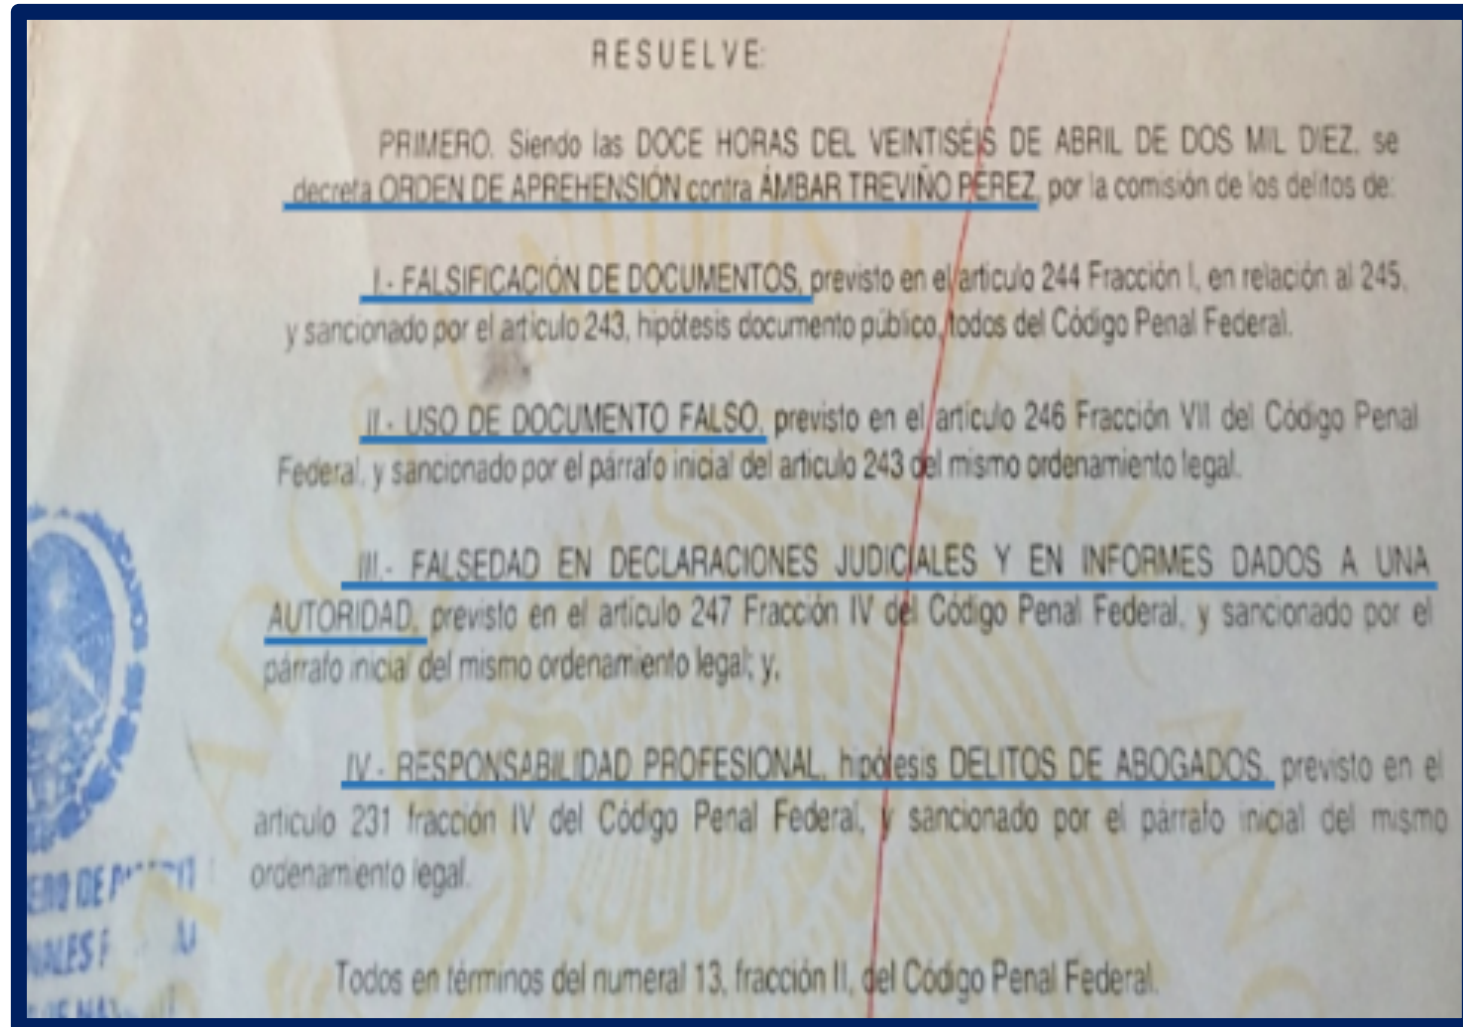 RESUELVE:
PRIMERO. Siendo las DOCE HORAS DEL VEINTISÉIS DE ABRIL DE DOS MIL DIEZ, se
decreta ORDEN DE APREHENSIÓN contra ÁMBAR TREVIÑO PÉREZ, por la comisión de los delitos de:
I.- FALSIFICACIÓN DE DOCUMENTOS, previsto en el artículo 244 Fracción I, en relación al 245,
y sancionado por el artículo 243, hipótesis documento público, todos del Código Penal Federal.
II.- USO DE DOCUMENTO FALSO, previsto en el artículo 246 Fracción VII del Código Penal
Federal, y sancionado por el párrafo inicial del artículo 243 del mismo ordenamiento legal.
III.- FALSEDAD EN DECLARACIONES JUDICIALES Y EN INFORMES DADOS A UNA
AUTORIDAD, previsto en el artículo 247 Fracción IV del Código Penal Federal, y sancionado por el
párrafo inicial del mismo ordenamiento legal; y,
IV.- RESPONSABILIDAD PROFESIONAL, hipótesis DELITOS DE ABOGADOS, previsto en el
artículo 231 fracción IV del Código Penal Federal, y sancionado por el párrafo inicial del mismo
ordenamiento legal.
Todos en términos del numeral 13, fracción II, del Código Penal Federal.